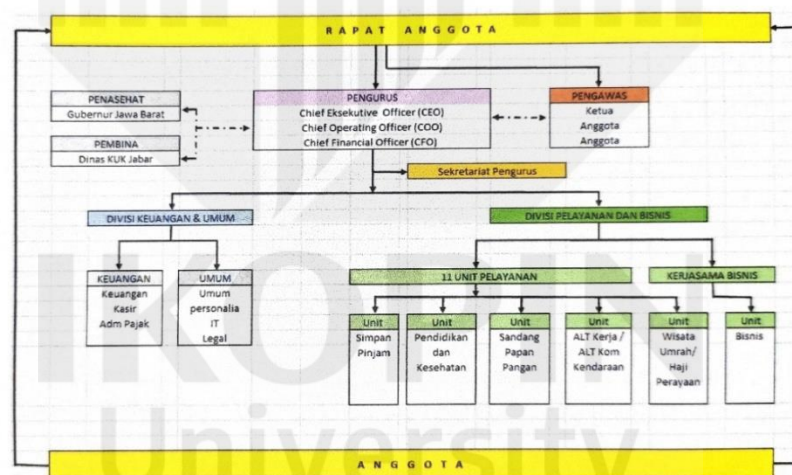 RAPAT ANGGOTA
PENASEHAT
Gubernur Jawa Barat
PEMBINA
Dinas KUK Jabar
PENGURUS
Chief Eksekutive Officer (CEO)
Chief Operating Officer (COO)
Chief Financial Officer (CFO)
PENGAWAS
Ketua
Anggota
Anggota
Sekretariat Pengurus
DIVISI KEUANGAN & UMUM
DIVISI PELAYANAN DAN BISNIS
KEUANGAN
Keuangan
Kasir
Adm Pajak
UMUM
Umum
personalia
IT
Legal
11 UNIT PELAYANAN
KERJASAMA BISNIS
Unit
Simpan
Pinjam
Unit
Pendidikan
dan
Kesehatan
Unit
Sandang
Papan
Pangan
Unit
ALT Kerja /
ALT Kom
Kendaraan
Unit
Wisata
Umrah/
Haji
Perayaan
Unit
Bisnis
IKOPIN
University
ANGGOTA